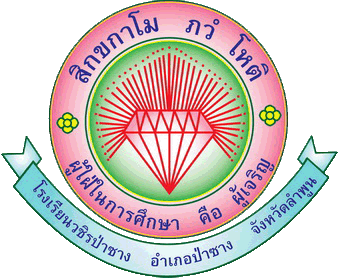 สิกขกาโม ภวํ โหติ
ผู้ใฝ่ในการศึกษา คือ ผู้เจริญ
โรงเรียนวชิรป่าซาง อำเภอป่าซาง จังหวัดลำพูน